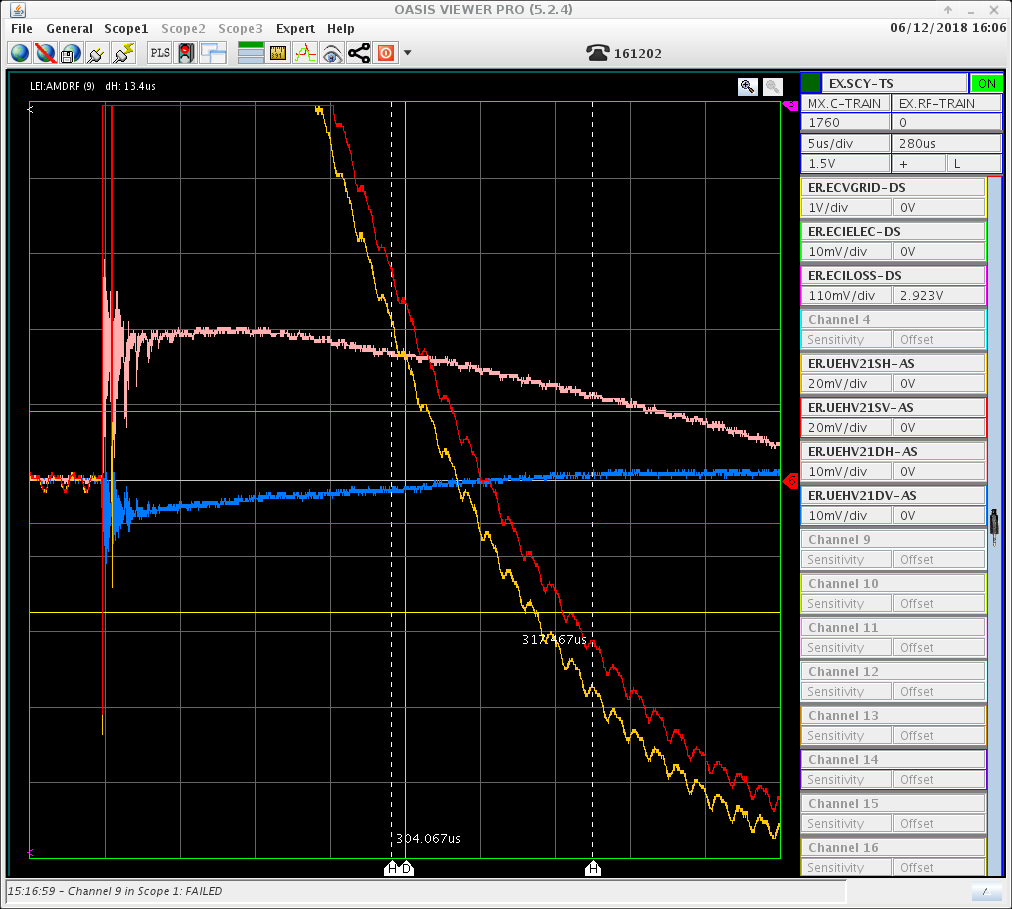 OASIS VIEWER PRO (5.2.4)
File General Scope1 Scope2 Scope3 Expert Help
06/12/2018 16:06
PLS
161202
LEI:AMDRF (9) dH: 13.4us
EX.SCY-TS ON
MX.C-TRAIN EX.RF-TRAIN
1760 0
5us/div 280us
1.5V + L
ER.ECVGRID-DS
1V/div 0V
ER.ECIELEC-DS
10mV/div 0V
ER.ECILOSS-DS
110mV/div 2.923V
Channel 4
Sensitivity Offset
ER.UEHV21SH-AS
20mV/div 0V
ER.UEHV21SV-AS
20mV/div 0V
ER.UEHV21DH-AS
10mV/div 0V
ER.UEHV21DV-AS
10mV/div 0V
Channel 9
Sensitivity Offset
Channel 10
Sensitivity Offset
Channel 11
Sensitivity Offset
Channel 12
Sensitivity Offset
Channel 13
Sensitivity Offset
Channel 14
Sensitivity Offset
Channel 15
Sensitivity Offset
Channel 16
Sensitivity Offset
317.467us
304.067us
H D H
15:16:59 - Channel 9 in Scope 1: FAILED